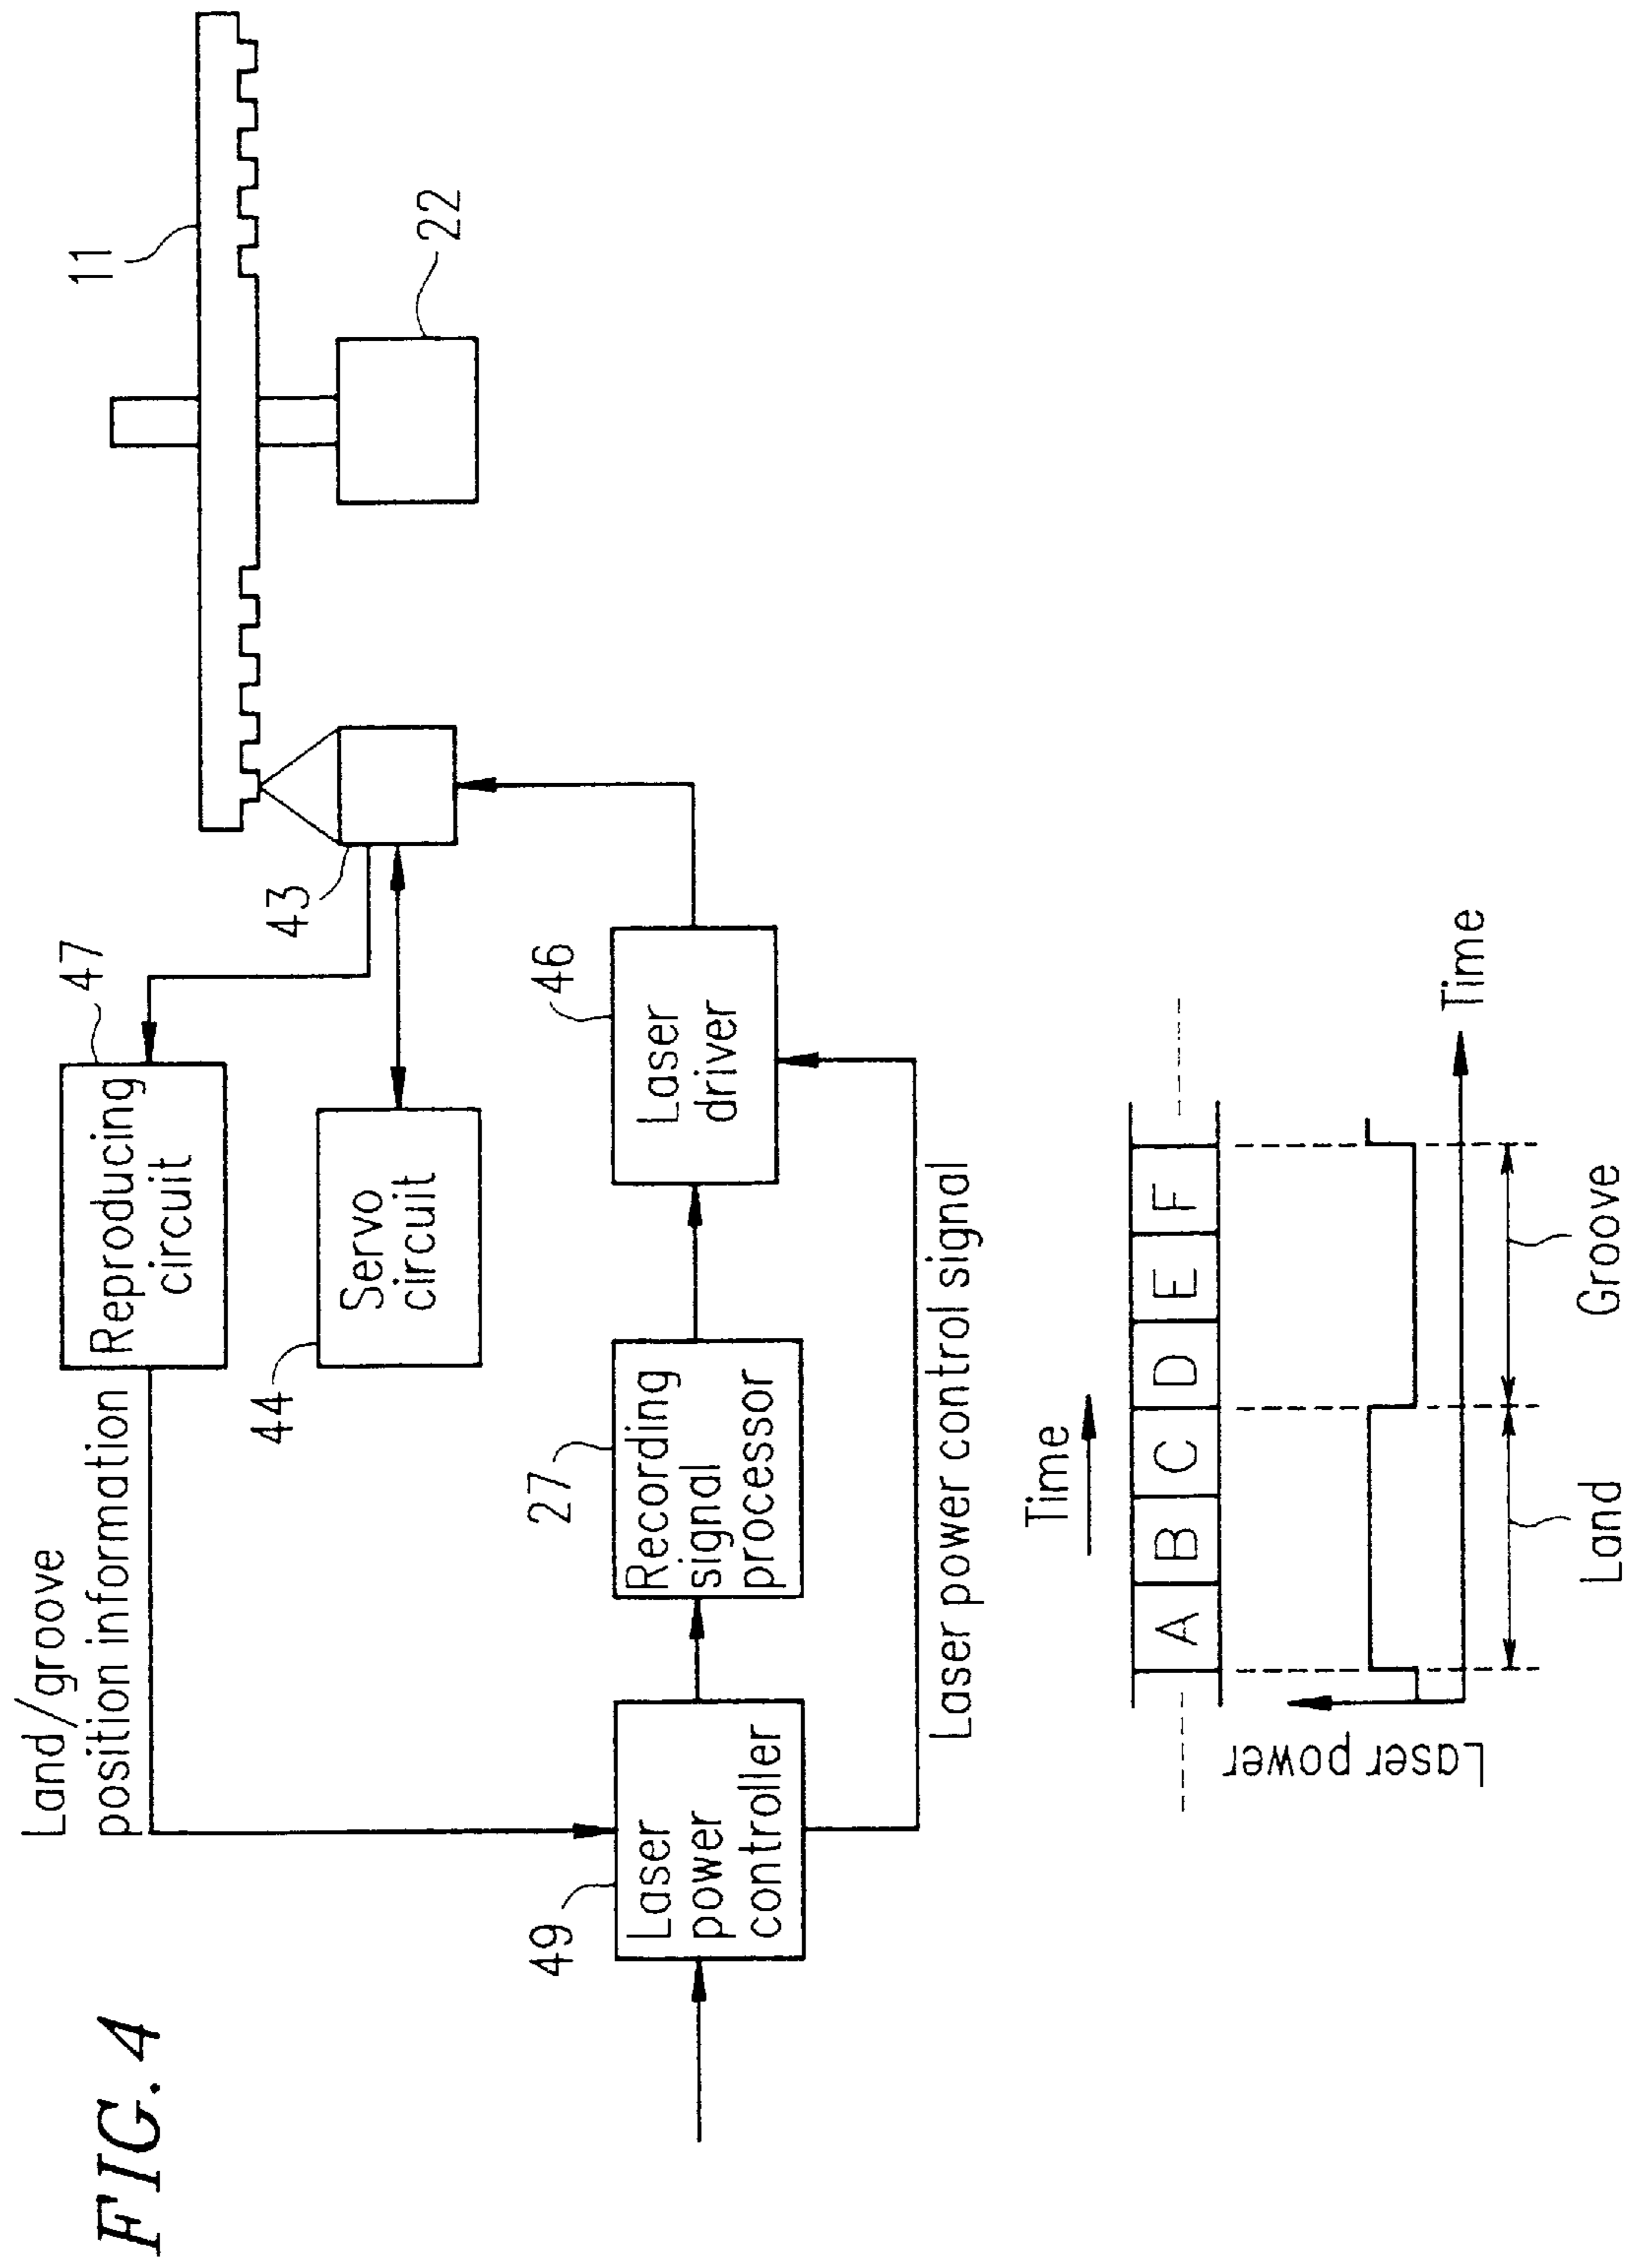 FIG. 4
Land/groove
position information
47
Reproducing
circuit
11
43
44
Servo
circuit
22
49
Laser
power
controller
27
Recording
signal
processor
46
Laser
driver
Laser power control signal
Time
A B C D E F
Laser power
Time
Land
Groove